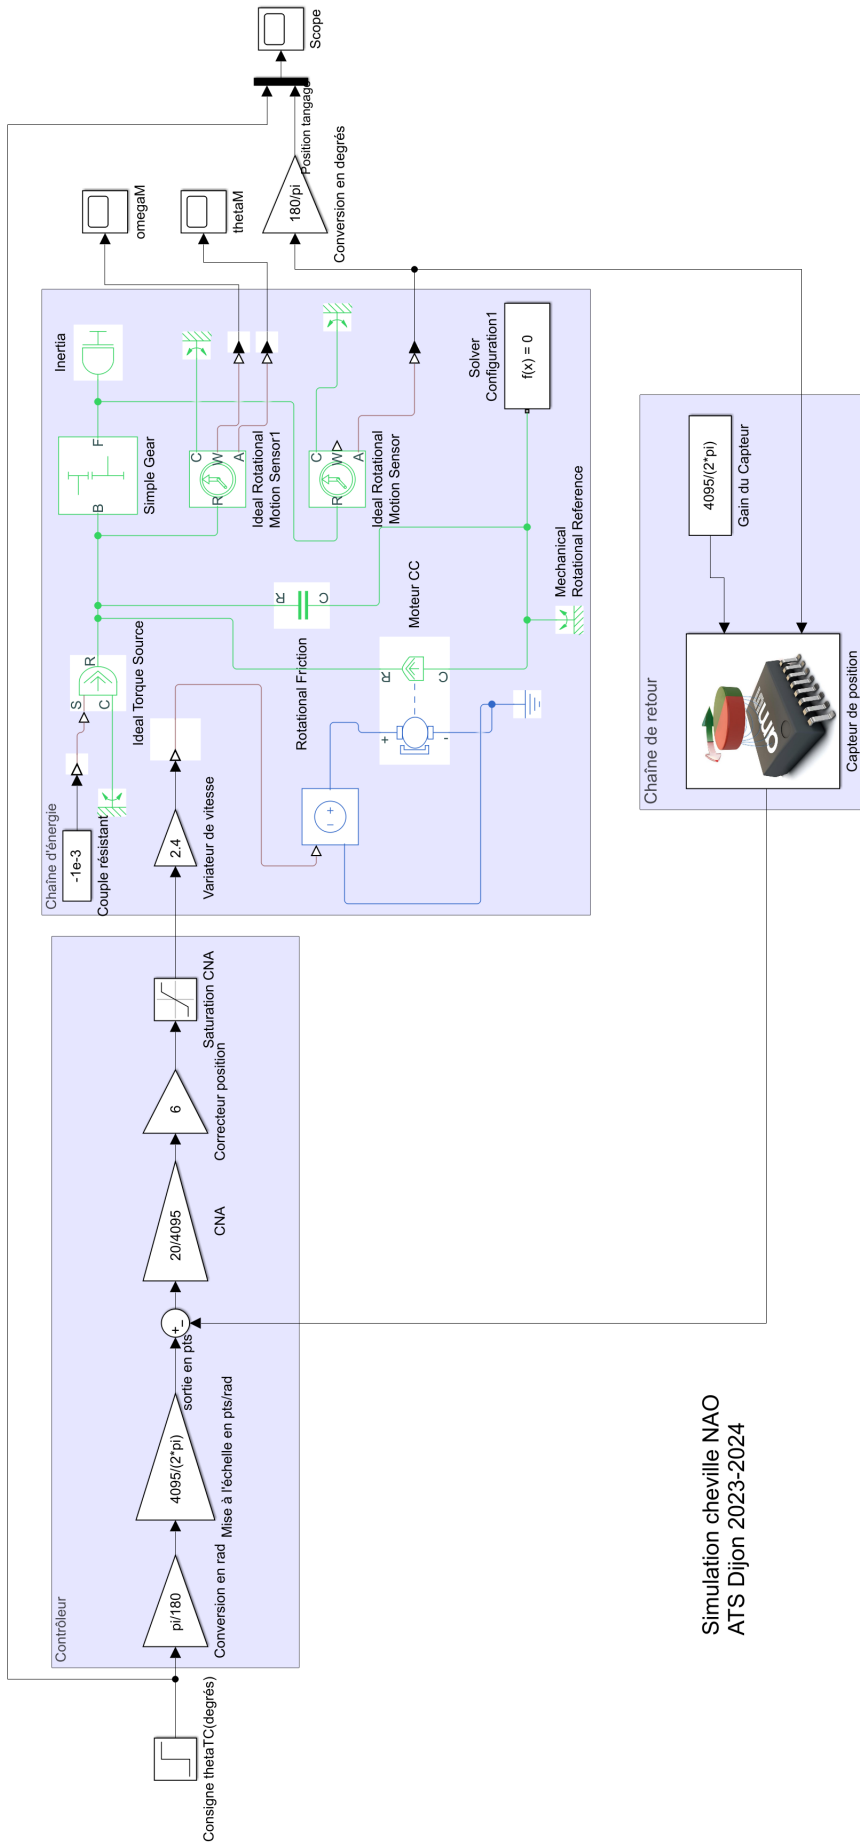 Consigne thetaTC(degrés)
Contrôleur
pi/180
Conversion en rad
4095/(2*pi)
Mise à l'échelle en pts/rad
sortie en pts
+
-
20/4095
CNA
6
Correcteur position
Saturation CNA
Chaîne d'énergie
-1e-3
Couple résistant
S
C
R
Ideal Torque Source
2.4
Variateur de vitesse
B
F
Simple Gear
Inertia
R
C
W
A
Ideal Rotational
Motion Sensor1
R
C
W
A
Ideal Rotational
Motion Sensor
R
C
Rotational Friction
Moteur CC
+
-
R
C
Mechanical
Rotational Reference
Solver
Configuration1
f(x) = 0
omegaM
thetaM
180/pi
Conversion en degrés
Position tangage
Scope
Chaîne de retour
4095/(2*pi)
Gain du Capteur
amu
Capteur de position
Simulation cheville NAO
ATS Dijon 2023-2024